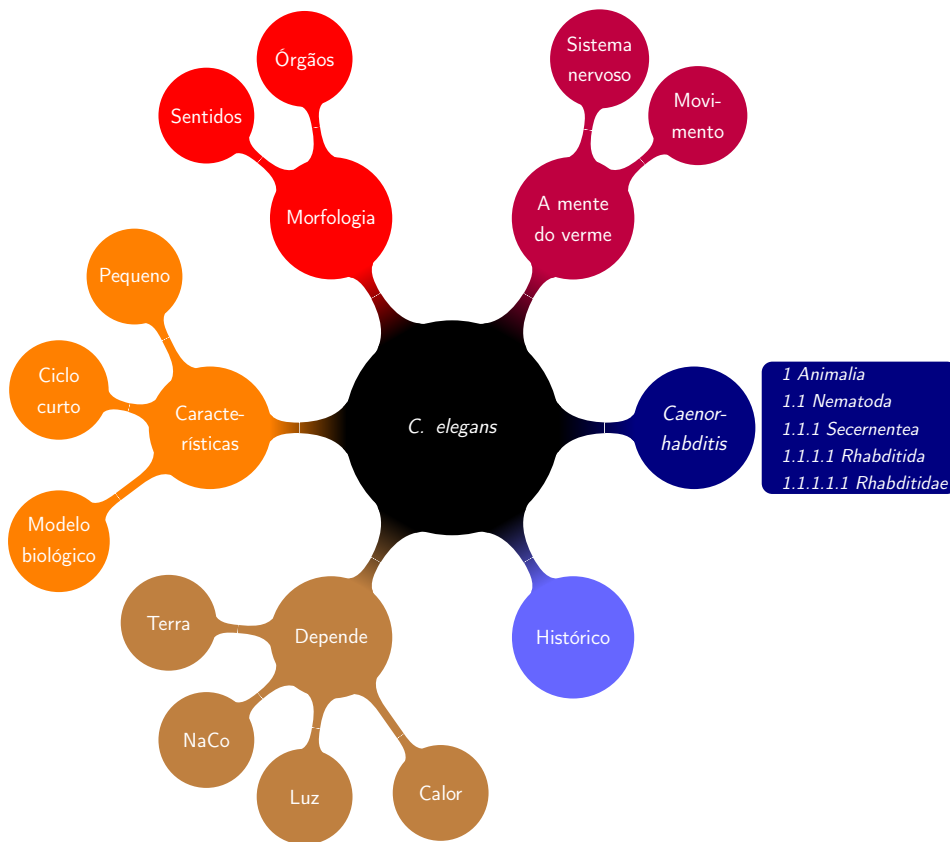 Órgãos
Sentidos
Morfologia
Sistema
nervoso
Movi-
mento
A mente
do verme
Pequeno
Ciclo
curto
Caracte-
rísticas
Modelo
biológico
C. elegans
Caenor-
habditis
1 Animalia
1.1 Nematoda
1.1.1 Secernentea
1.1.1.1 Rhabditida
1.1.1.1.1 Rhabditidae
Terra
Depende
NaCo
Luz
Calor
Histórico